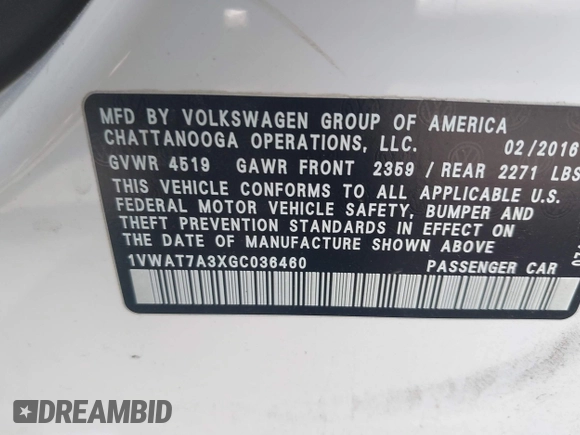 MFD BY VOLKSWAGEN GROUP OF AMERICA
CHATTANOOGA OPERATIONS, LLC. 02/2016
GVWR 4519 GAWR FRONT 2359 / REAR 2271 LBS
THIS VEHICLE CONFORMS TO ALL APPLICABLE U.S.
FEDERAL MOTOR VEHICLE SAFETY, BUMPER AND
THEFT PREVENTION STANDARDS IN EFFECT ON
THE DATE OF MANUFACTURE SHOWN ABOVE.
1VWAT7A3XGC036460 PASSENGER CAR
DREAMBID